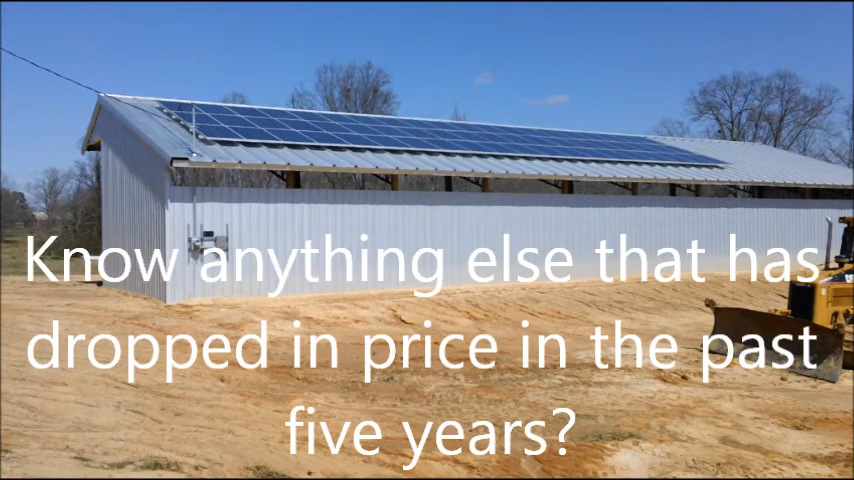 Know anything else that has
dropped in price in the past
five years?